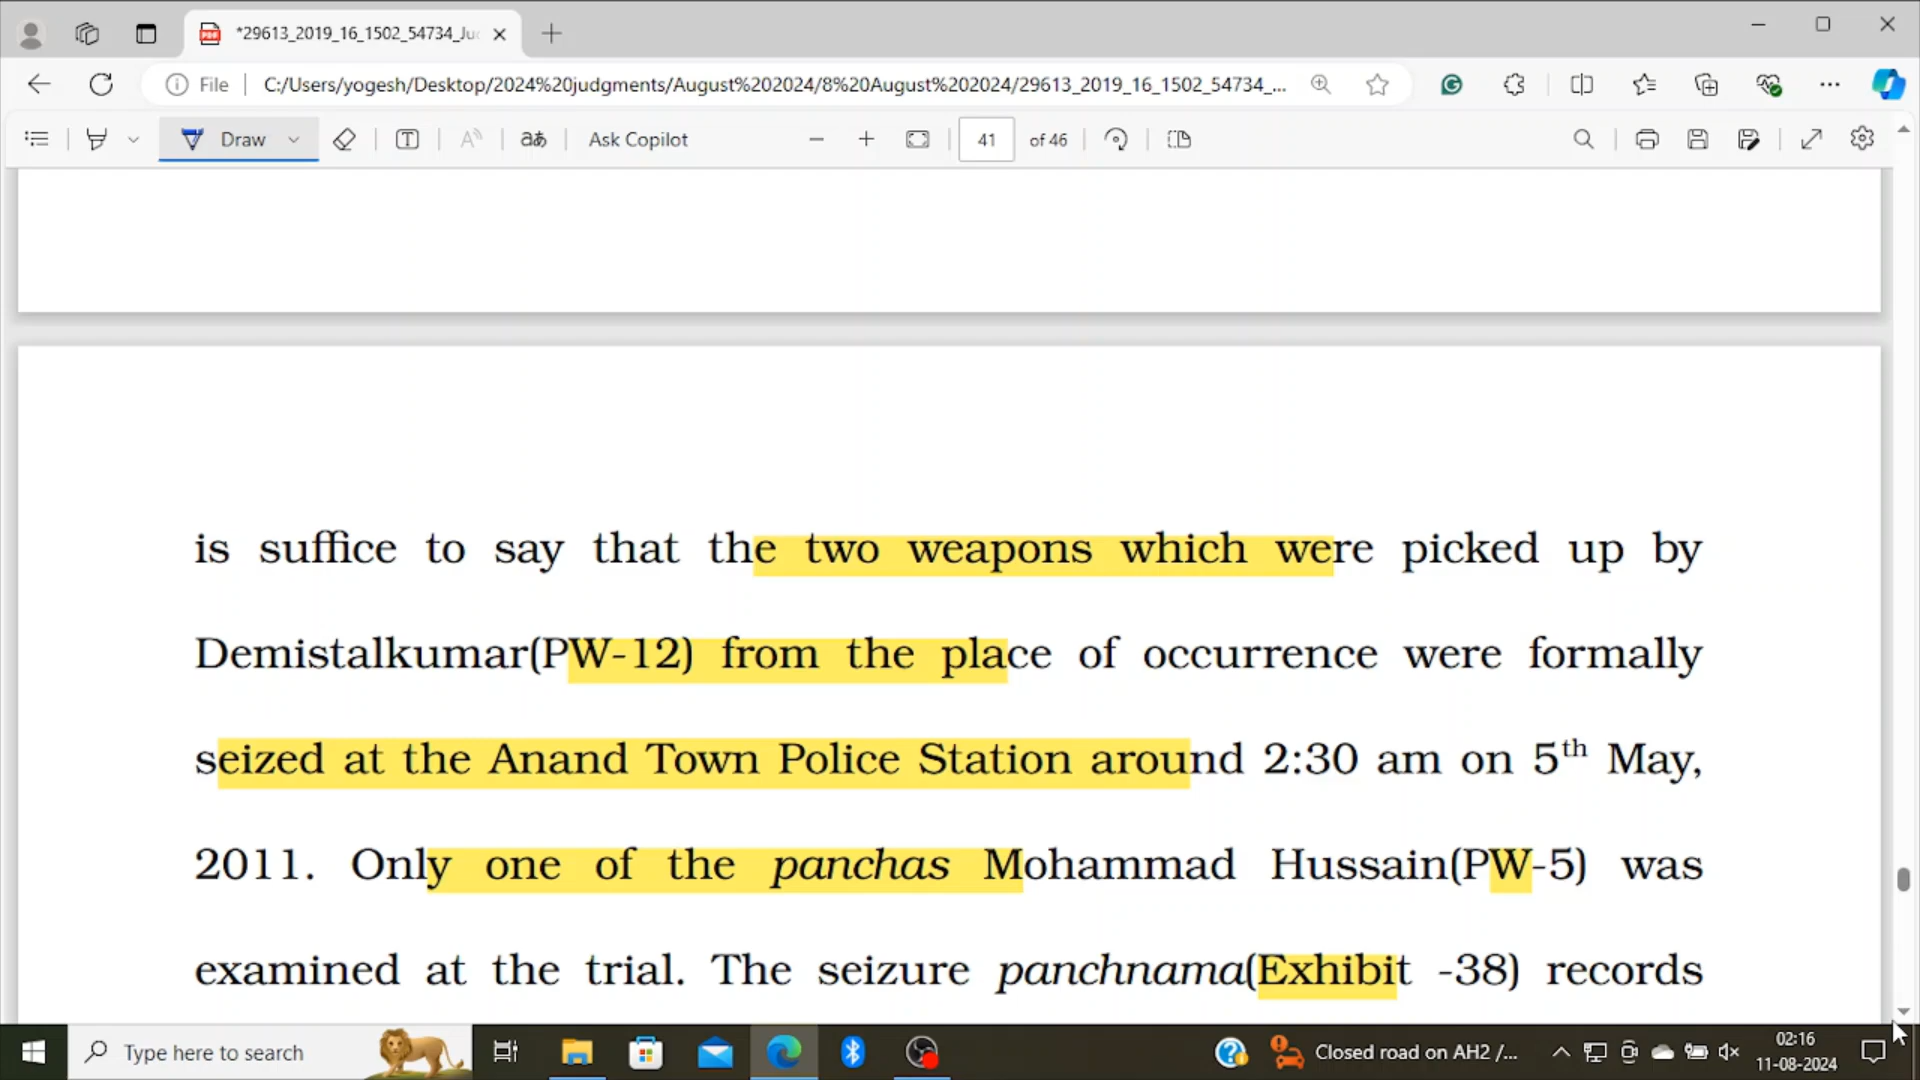 *29613_2019_16_1502_54734_Ju
File
C:/Users/yogesh/Desktop/2024%20judgments/August%202024/8%20August%202024/29613_2019_16_1502_54734_...
Draw
aあ
Ask Copilot
41 of 46
is suffice to say that the two weapons which were picked up by
Demistalkumar(PW-12) from the place of occurrence were formally
seized at the Anand Town Police Station around 2:30 am on 5th May,
2011. Only one of the panchas Mohammad Hussain(PW-5) was
examined at the trial. The seizure panchnama(Exhibit -38) records
Type here to search
Closed road on AH2 /...
02:16
11-08-2024